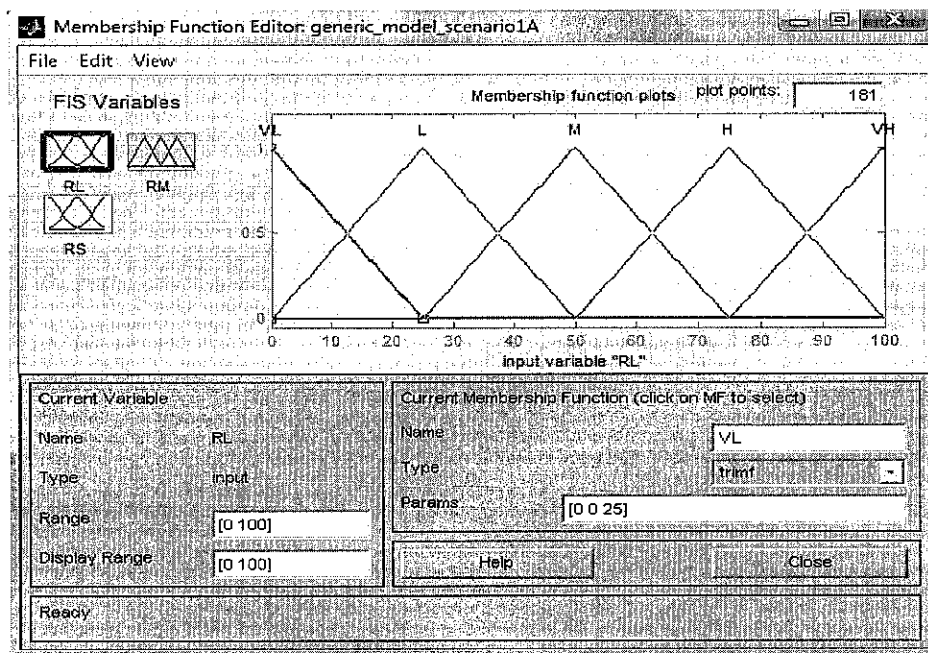 Membership Function Editor: generic_model_scenario1A
File Edit View
FIS Variables
RL
RM
RS
Membership function plots
plot points:
181
VL
L
M
H
VH
1
0.5
0
0 10 20 30 40 50 60 70 80 90 100
input variable "RL"
Current Variable
Name RL
Type input
Range [0 100]
Display Range [0 100]
Current Membership Function (click on MF to select)
Name VL
Type trimf
Params [0 0 25]
Help
Close
Ready